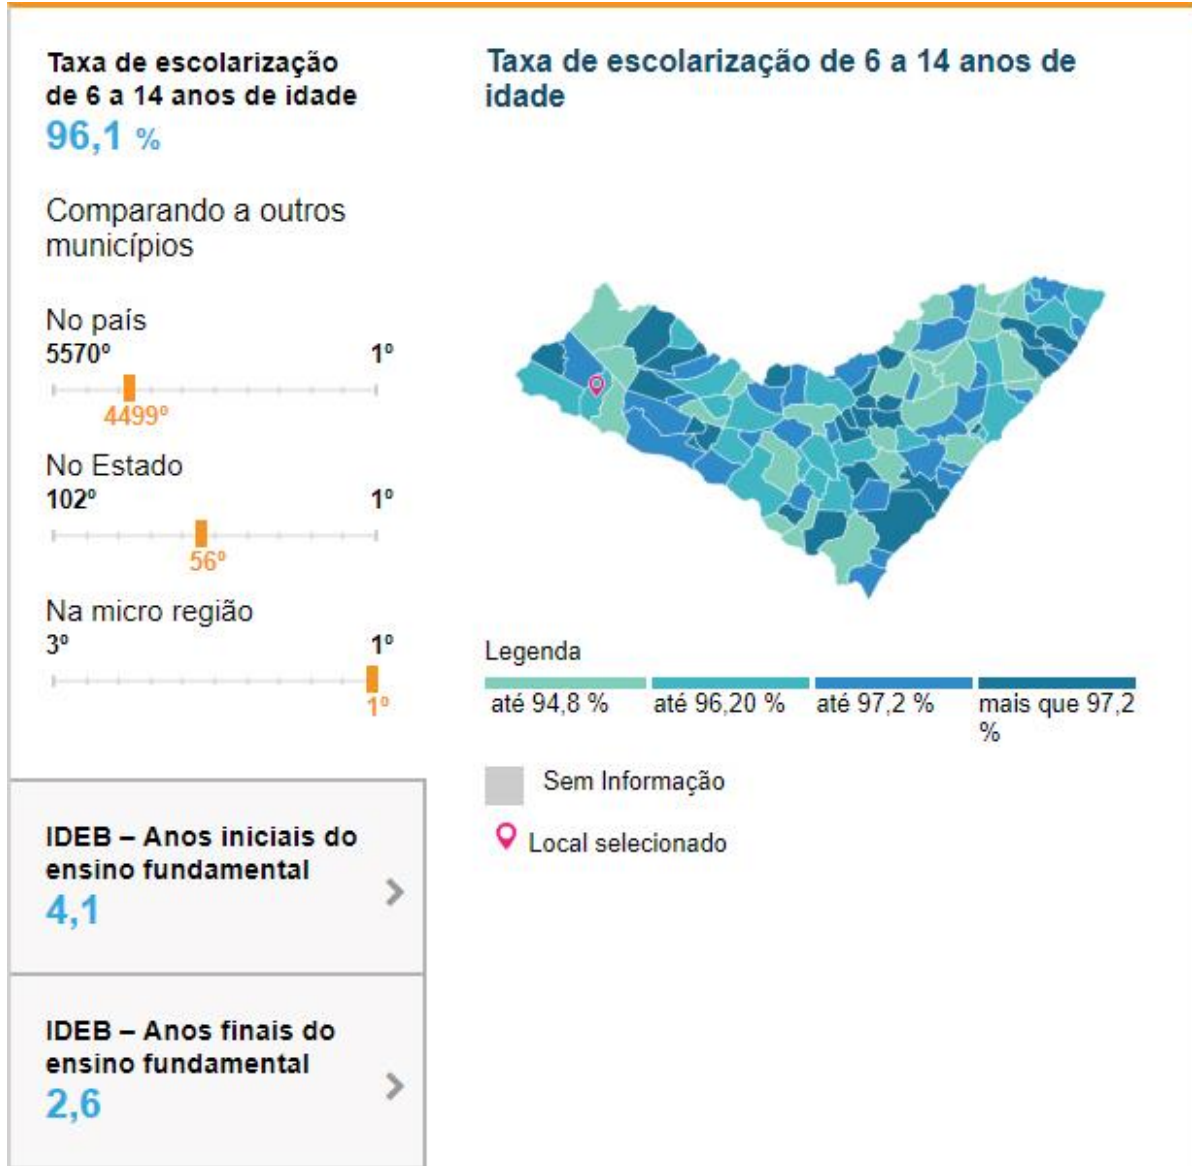 Taxa de escolarização
de 6 a 14 anos de idade
96,1 %
Comparando a outros
municípios
No país
5570º 1º
4499º
No Estado
102º 1º
56º
Na micro região
3º 1º
1º
IDEB – Anos iniciais do
ensino fundamental
4,1
IDEB – Anos finais do
ensino fundamental
2,6
Taxa de escolarização de 6 a 14 anos de
idade
Legenda
até 94,8 % até 96,20 % até 97,2 % mais que 97,2
%
Sem Informação
Local selecionado